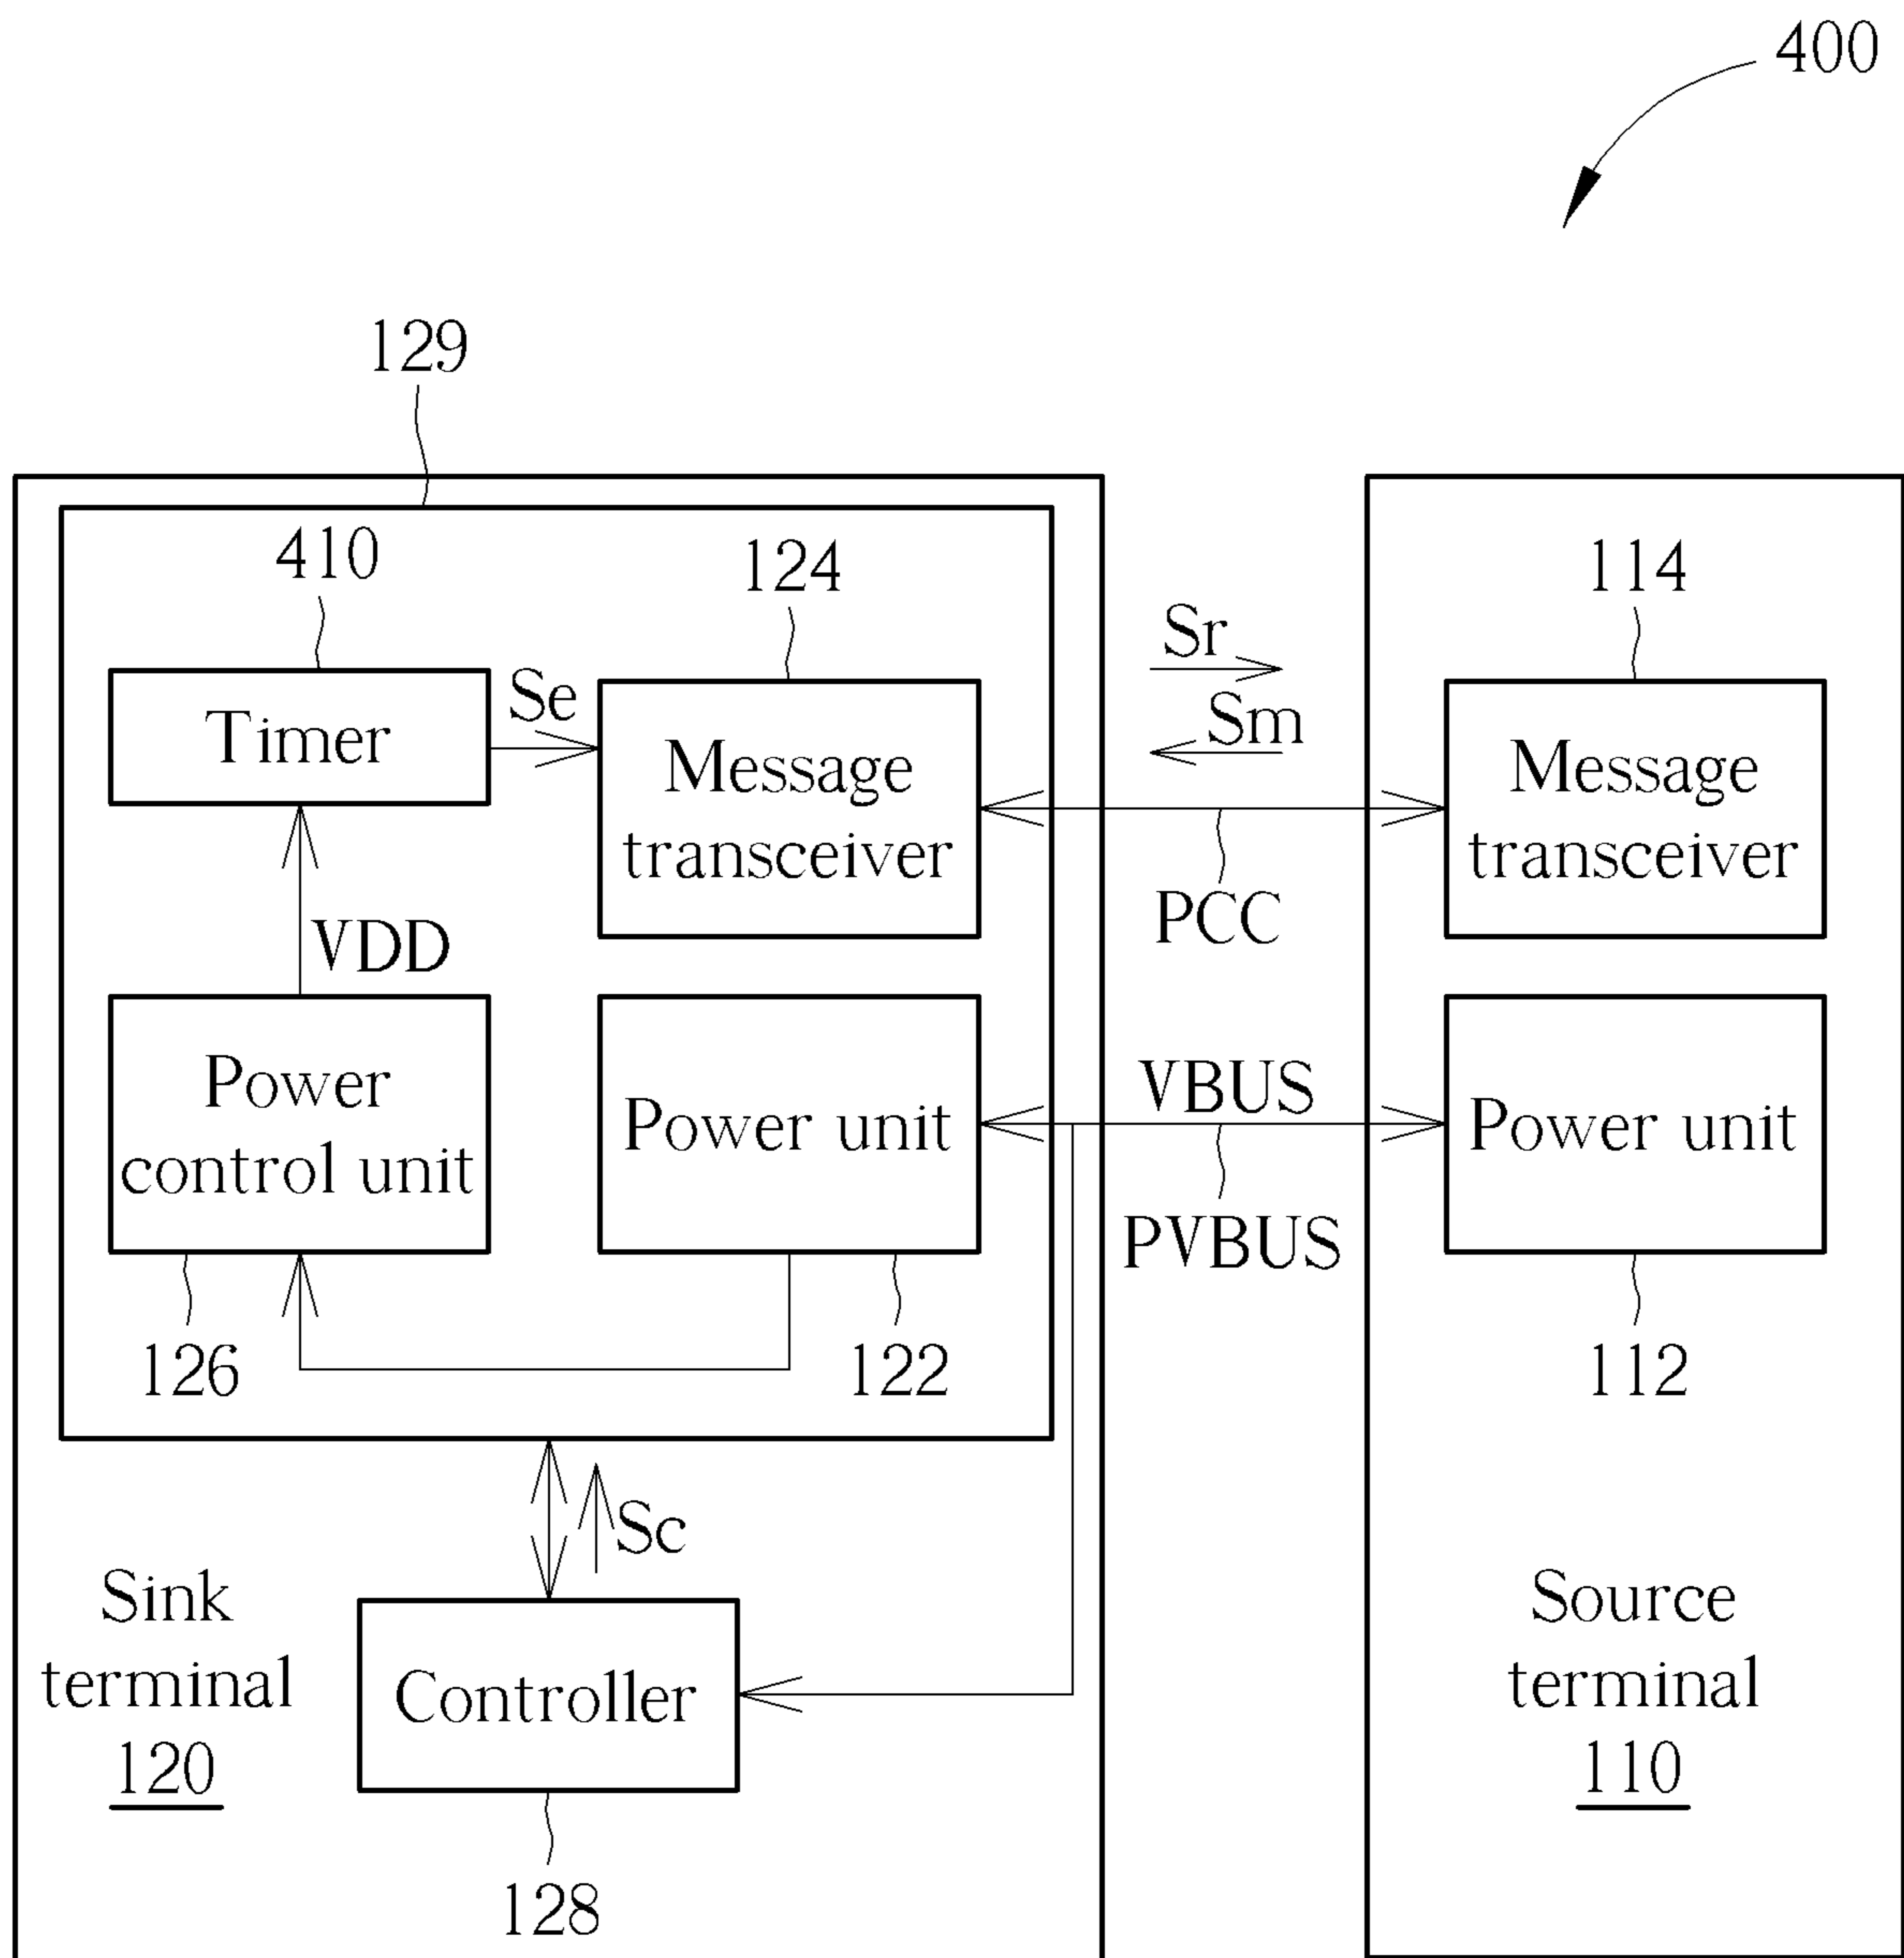 400
129
410
124
114
Sr
Se
Sm
Timer
Message
transceiver
Message
transceiver
PCC
VDD
Power
control unit
Power unit
VBUS
Power unit
PVBUS
126
122
112
Sc
Sink
terminal
120
Controller
Source
terminal
110
128